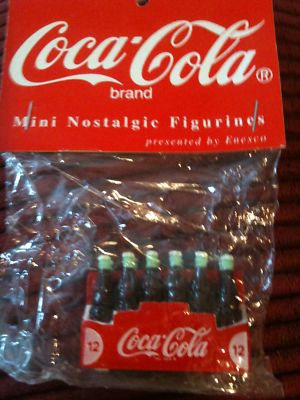 Coca-Cola®
brand
Mini Nostalgic Figurines
presented by Enesco
12
Coca-Cola
12